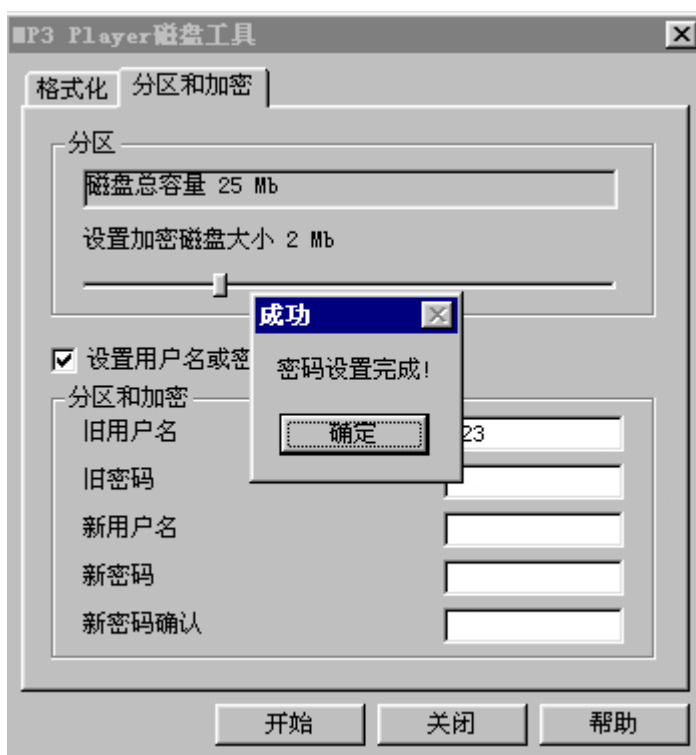 MP3 Player磁盘工具
格式化 分区和加密
分区
磁盘总容量 25 Mb
设置加密磁盘大小 2 Mb
成功
设置用户名或密
密码设置完成!
分区和加密
旧用户名 23
确定
旧密码
新用户名
新密码
新密码确认
开始 关闭 帮助